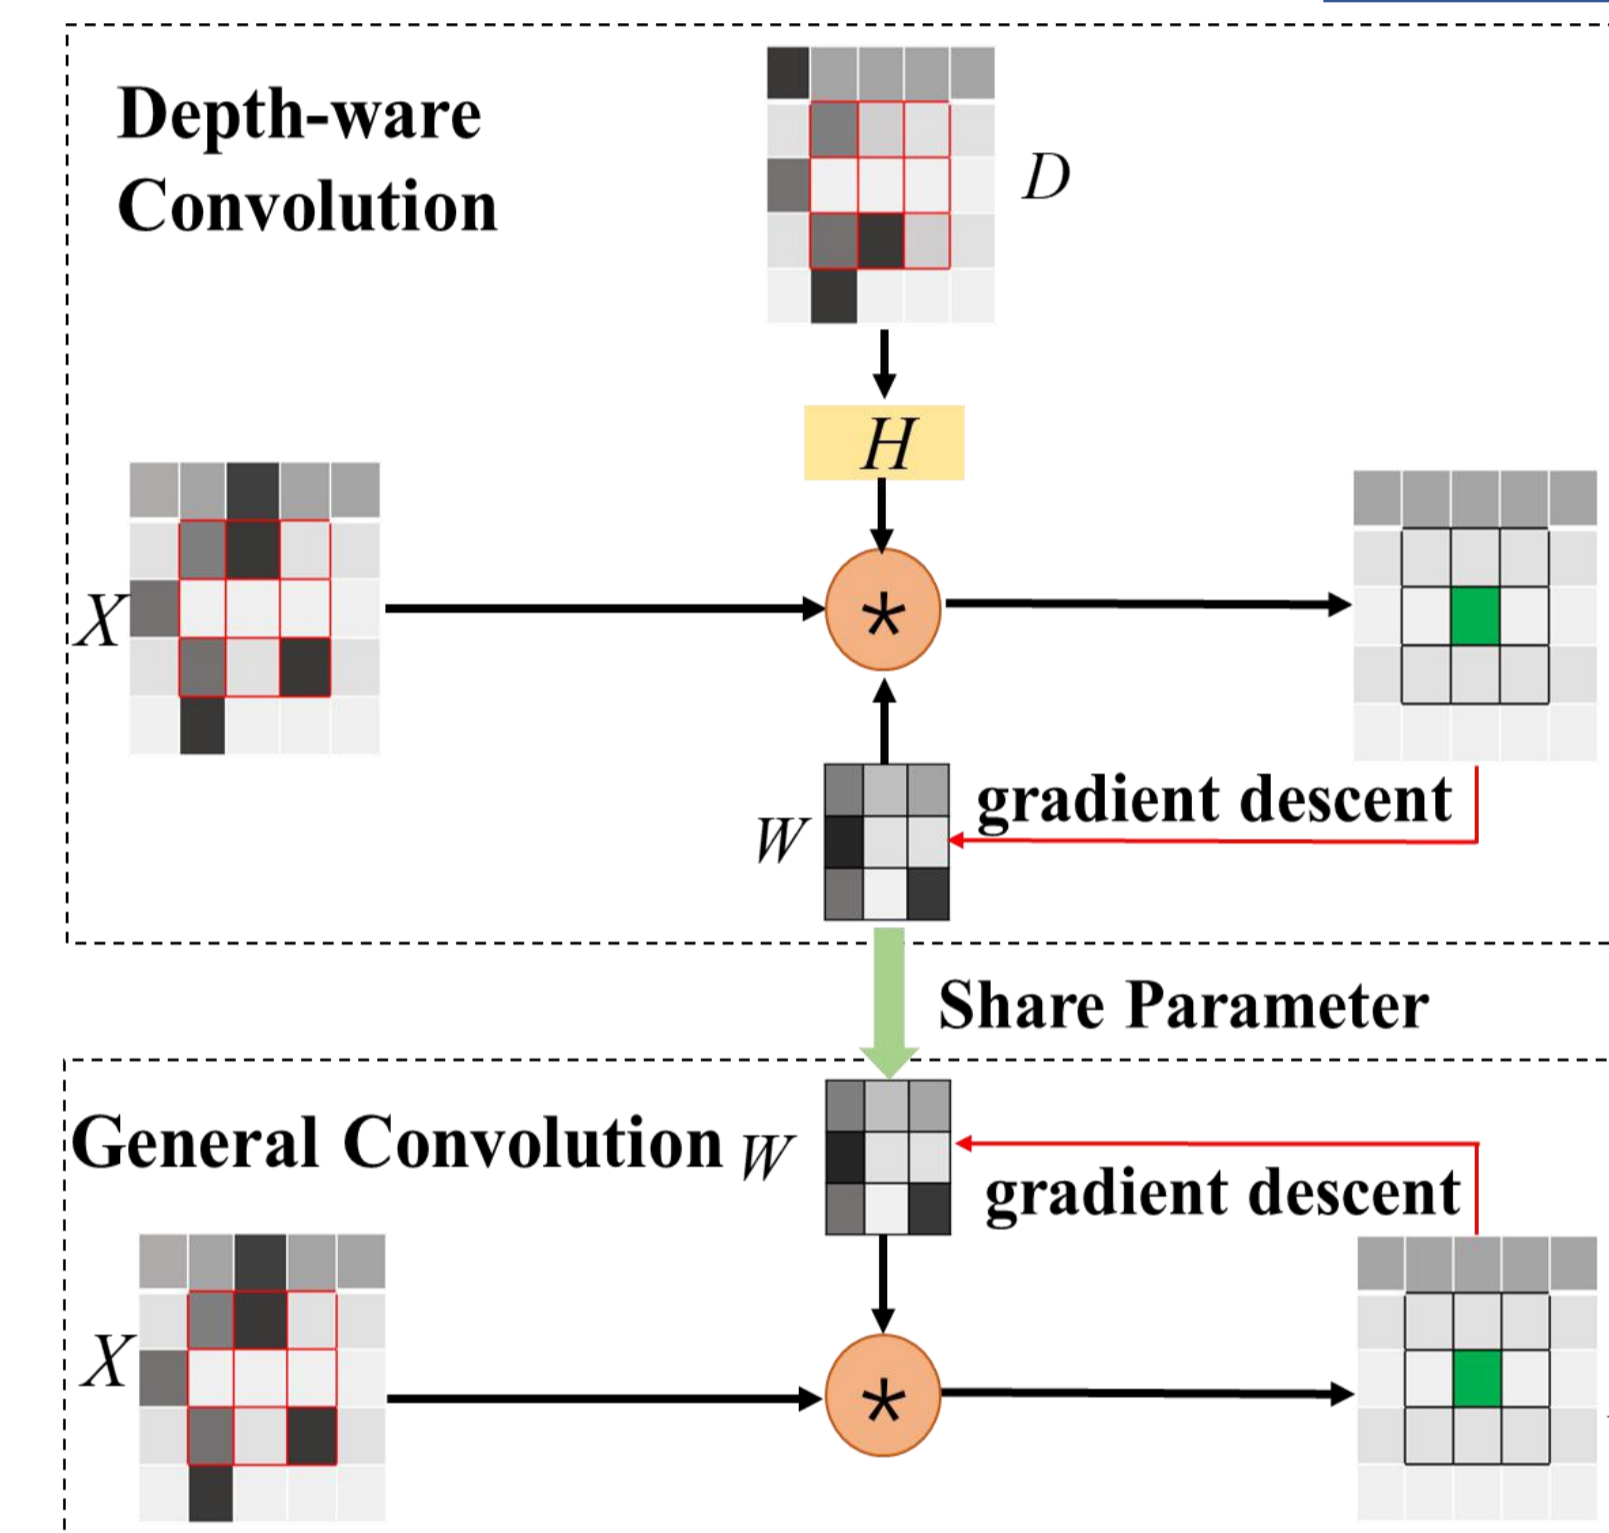 Depth-ware
Convolution
D
H
X
*
gradient descent
W
Share Parameter
General Convolution
W
gradient descent
X
*